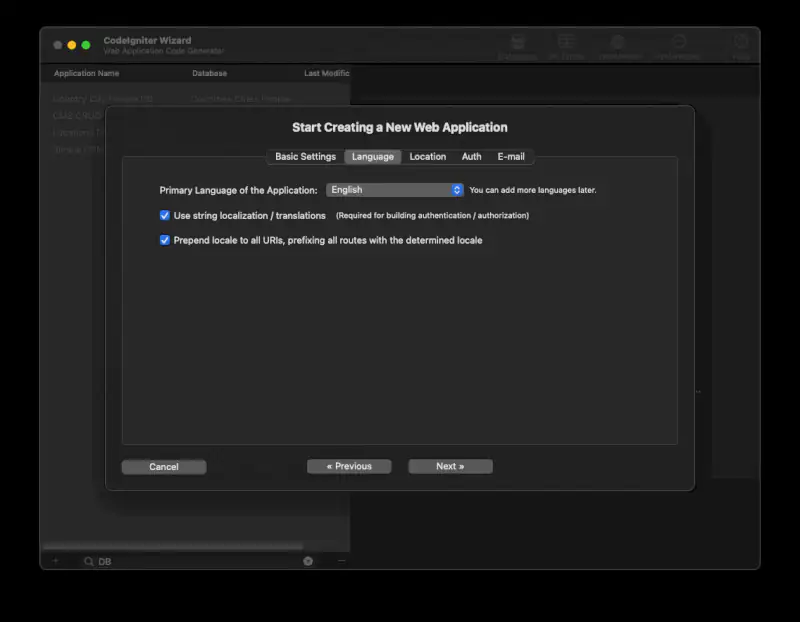 CodeIgniter Wizard
Web Application Code Generator
Application Name Database Last Modific
Start Creating a New Web Application
Basic Settings Language Location Auth E-mail
Primary Language of the Application: English You can add more languages later.
Use string localization / translations (Required for building authentication / authorization)
Prepend locale to all URIs, prefixing all routes with the determined locale
Cancel « Previous Next »
DB